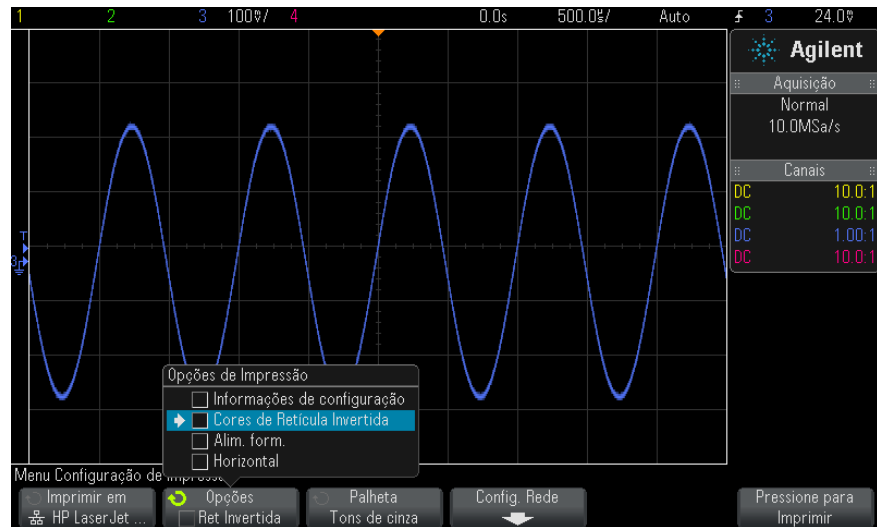 1 2 3 100♈/ 4 0.0s 500.0⅟/ Auto 3 24.0
Agilent
Aquisição
Normal
10.0MSa/s
Canais
DC 10.0:1
DC 10.0:1
DC 1.00:1
DC 10.0:1
T
3
Opções de Impressão
Informações de configuração
Cores de Retícula Invertida
Alim. form.
Horizontal
Menu Configuração de
Imprimir em
HP LaserJet ...
Opções
Ret Invertida
Palheta
Tons de cinza
Config. Rede
Pressione para
Imprimir